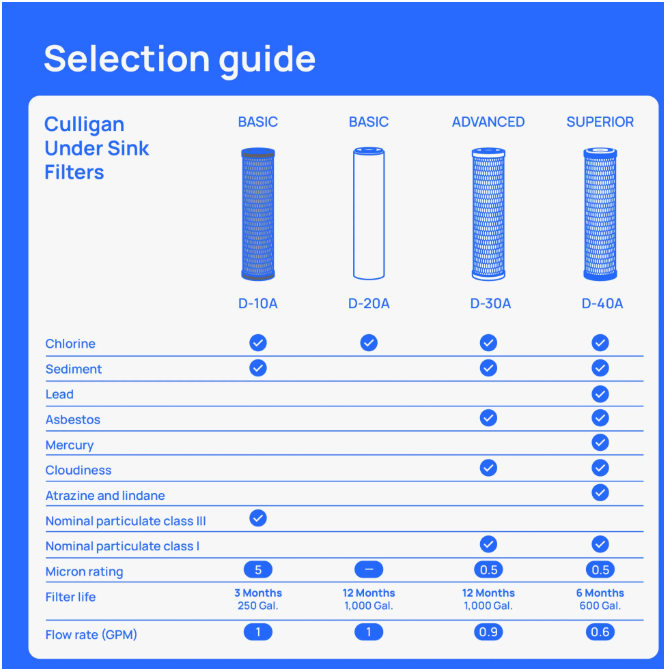 Selection guide
Culligan
Under Sink
Filters
BASIC BASIC ADVANCED SUPERIOR
D-10A D-20A D-30A D-40A
Chlorine
Sediment
Lead
Asbestos
Mercury
Cloudiness
Atrazine and lindane
Nominal particulate class III
Nominal particulate class I
Micron rating 5 — 0.5 0.5
Filter life 3 Months 12 Months 12 Months 6 Months
250 Gal. 1,000 Gal. 1,000 Gal. 600 Gal.
Flow rate (GPM) 1 1 0.9 0.6